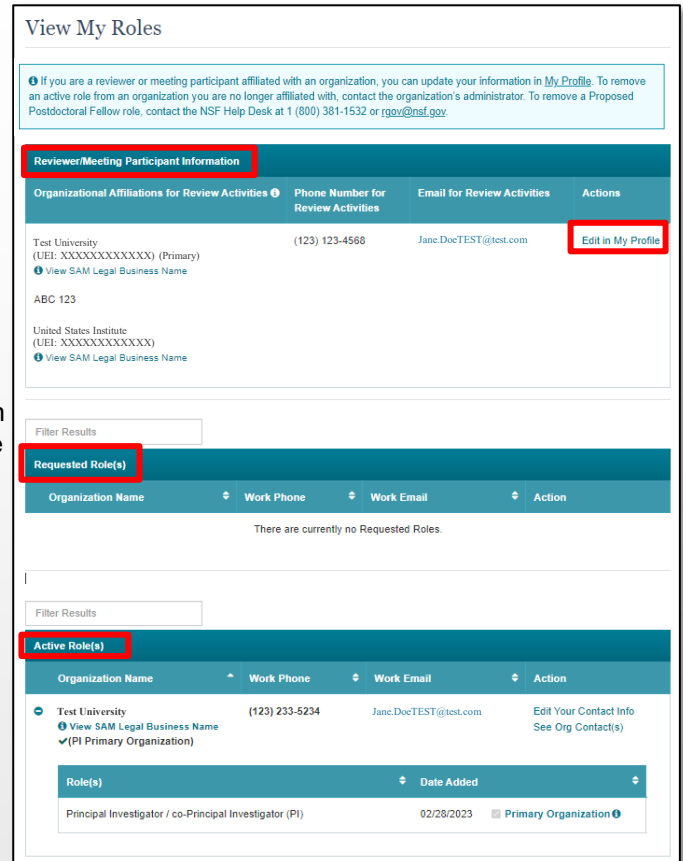 View My Roles
If you are a reviewer or meeting participant affiliated with an organization, you can update your information in My Profile. To remove
an active role from an organization you are no longer affiliated with, contact the organization's administrator. To remove a Proposed
Postdoctoral Fellow role, contact the NSF Help Desk at 1 (800) 381-1532 or rgov@nsf.gov.
Reviewer/Meeting Participant Information
Organizational Affiliations for Review Activities Phone Number for Email for Review Activities Actions
Review Activities
Test University (123) 123-4568 Jane.DoeTEST@test.com Edit in My Profile
(UEI: XXXXXXXXXXXX) (Primary)
View SAM Legal Business Name
ABC 123
United States Institute
(UEI: XXXXXXXXXXXX)
View SAM Legal Business Name
Filter Results
Requested Role(s)
Organization Name Work Phone Work Email Action
There are currently no Requested Roles.
Filter Results
Active Role(s)
Organization Name Work Phone Work Email Action
Test University (123) 233-5234 Jane.DoeTEST@test.com Edit Your Contact Info
View SAM Legal Business Name See Org Contact(s)
✓(PI Primary Organization)
Role(s) Date Added
Principal Investigator / co-Principal Investigator (PI) 02/28/2023 Primary Organization